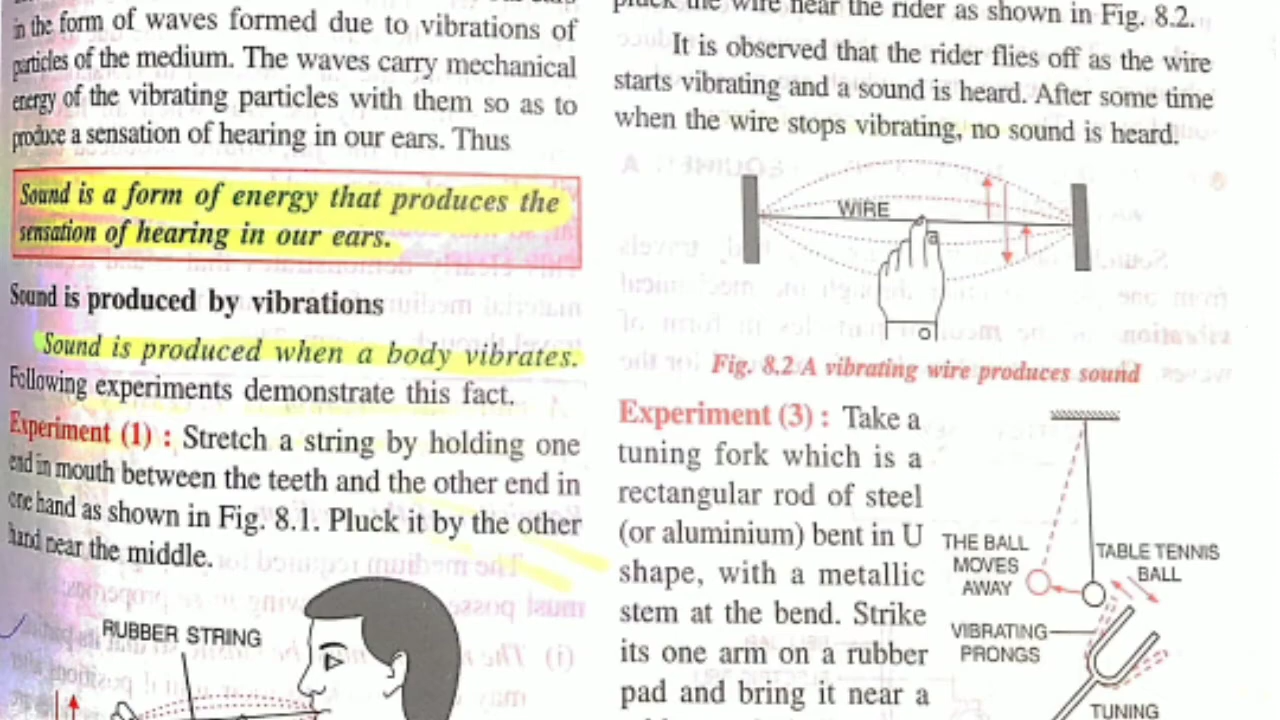 in the form of waves formed due to vibrations of
particles of the medium. The waves carry mechanical
energy of the vibrating particles with them so as to
produce a sensation of hearing in our ears. Thus
Sound is a form of energy that produces the
sensation of hearing in our ears.
Sound is produced by vibrations
Sound is produced when a body vibrates.
Following experiments demonstrate this fact.
Experiment (1) : Stretch a string by holding one
end in mouth between the teeth and the other end in
one hand as shown in Fig. 8.1. Pluck it by the other
hand near the middle.
RUBBER STRING
pluck the wire near the rider as shown in Fig. 8.2.
It is observed that the rider flies off as the wire
starts vibrating and a sound is heard. After some time
when the wire stops vibrating, no sound is heard.
WIRE
Fig. 8.2 A vibrating wire produces sound
Experiment (3) : Take a
tuning fork which is a
rectangular rod of steel
(or aluminium) bent in U
shape, with a metallic
stem at the bend. Strike
its one arm on a rubber
pad and bring it near a
THE BALL
MOVES
AWAY
TABLE TENNIS
BALL
VIBRATING
PRONGS
TUNING